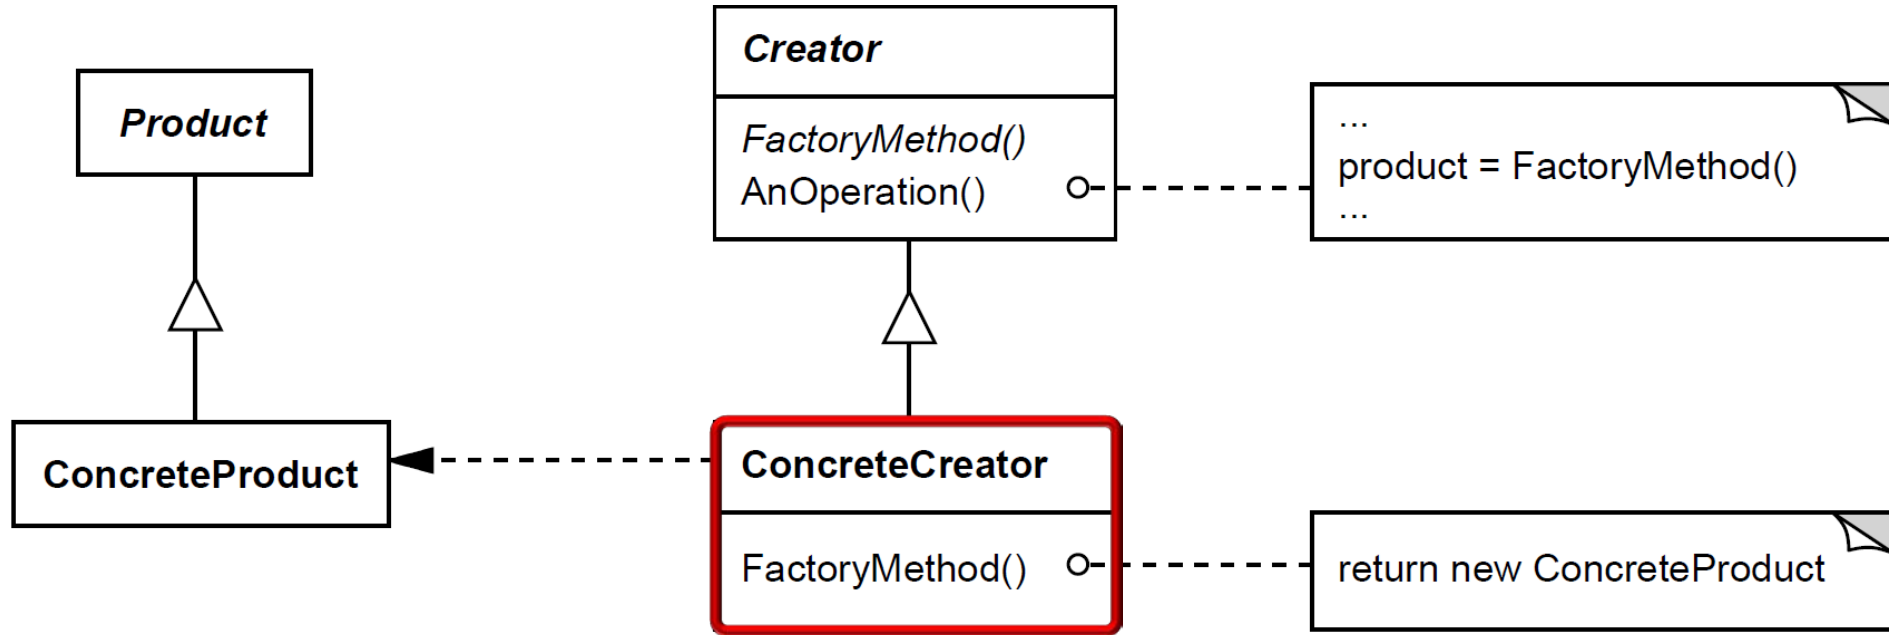 Product
ConcreteProduct
Creator
FactoryMethod()
AnOperation()
...
product = FactoryMethod()
...
ConcreteCreator
FactoryMethod()
return new ConcreteProduct